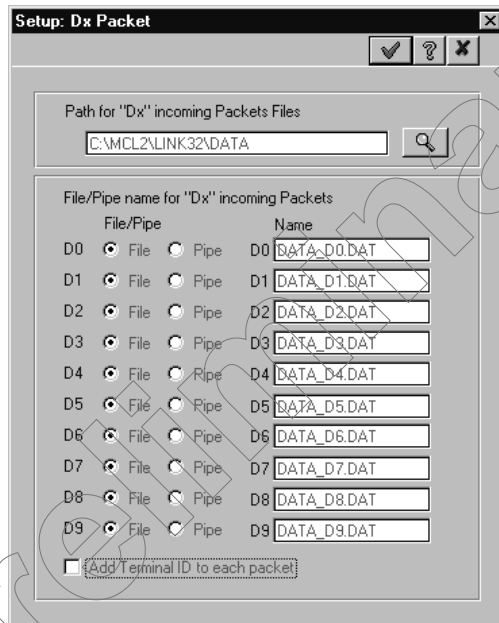 Setup: Dx Packet
Path for "Dx" incoming Packets Files
C:\MCL2\LINK32\DATA
File/Pipe name for "Dx" incoming Packets
File/Pipe Name
D0 File Pipe D0 DATA_D0.DAT
D1 File Pipe D1 DATA_D1.DAT
D2 File Pipe D2 DATA_D2.DAT
D3 File Pipe D3 DATA_D3.DAT
D4 File Pipe D4 DATA_D4.DAT
D5 File Pipe D5 DATA_D5.DAT
D6 File Pipe D6 DATA_D6.DAT
D7 File Pipe D7 DATA_D7.DAT
D8 File Pipe D8 DATA_D8.DAT
D9 File Pipe D9 DATA_D9.DAT
Add Terminal ID to each packet